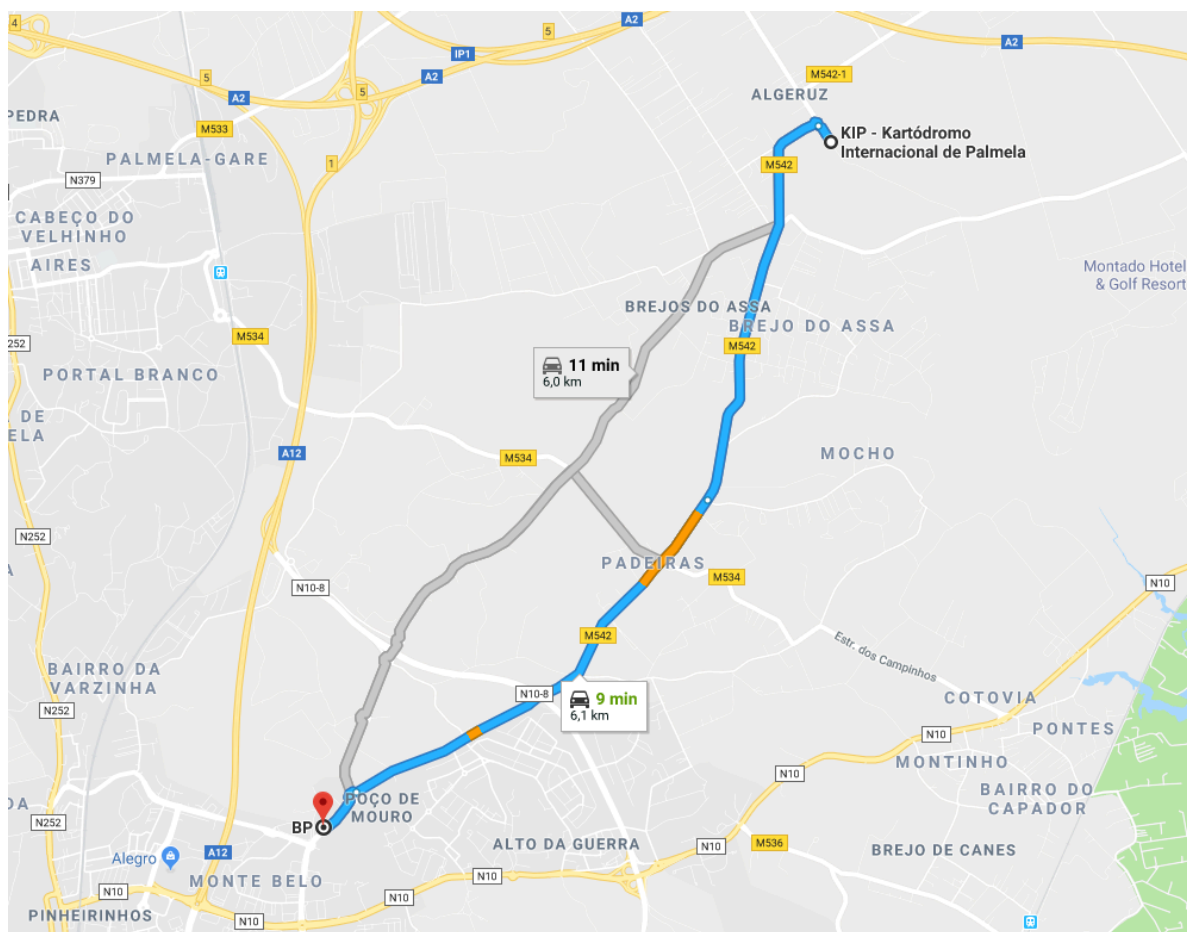 4
5
A2
IP1
A2
A2
5
A2
5
M542-1
ALGERUZ
PEDRA
M533
KIP - Kartódromo
Internacional de Palmela
PALMELA-GARE
1
M542
N379
CABEÇO DO
VELHINHO
AIRES
Montado Hotel
& Golf Resort
BREJOS DO ASSA
BREJO DO ASSA
M534
252
M542
11 min
6,0 km
PORTAL BRANCO
E DE
ELA
A12
M534
MOCHO
N252
PADEIRAS
M534
N10
N10-8
M542
Estr. dos Campinhos
BAIRRO DA
VARZINHA
N10-8
9 min
6,1 km
COTOVIA
N252
PONTES
N10
MONTINHO
N10
BAIRRO DO
CAPADOR
DA
POÇO DE
MOURO
N252
BP
ALTO DA GUERRA
N10
M536
BREJO DE CANES
A12
Alegro
MONTE BELO
N10
N10
N10
PINHEIRINHOS
N10